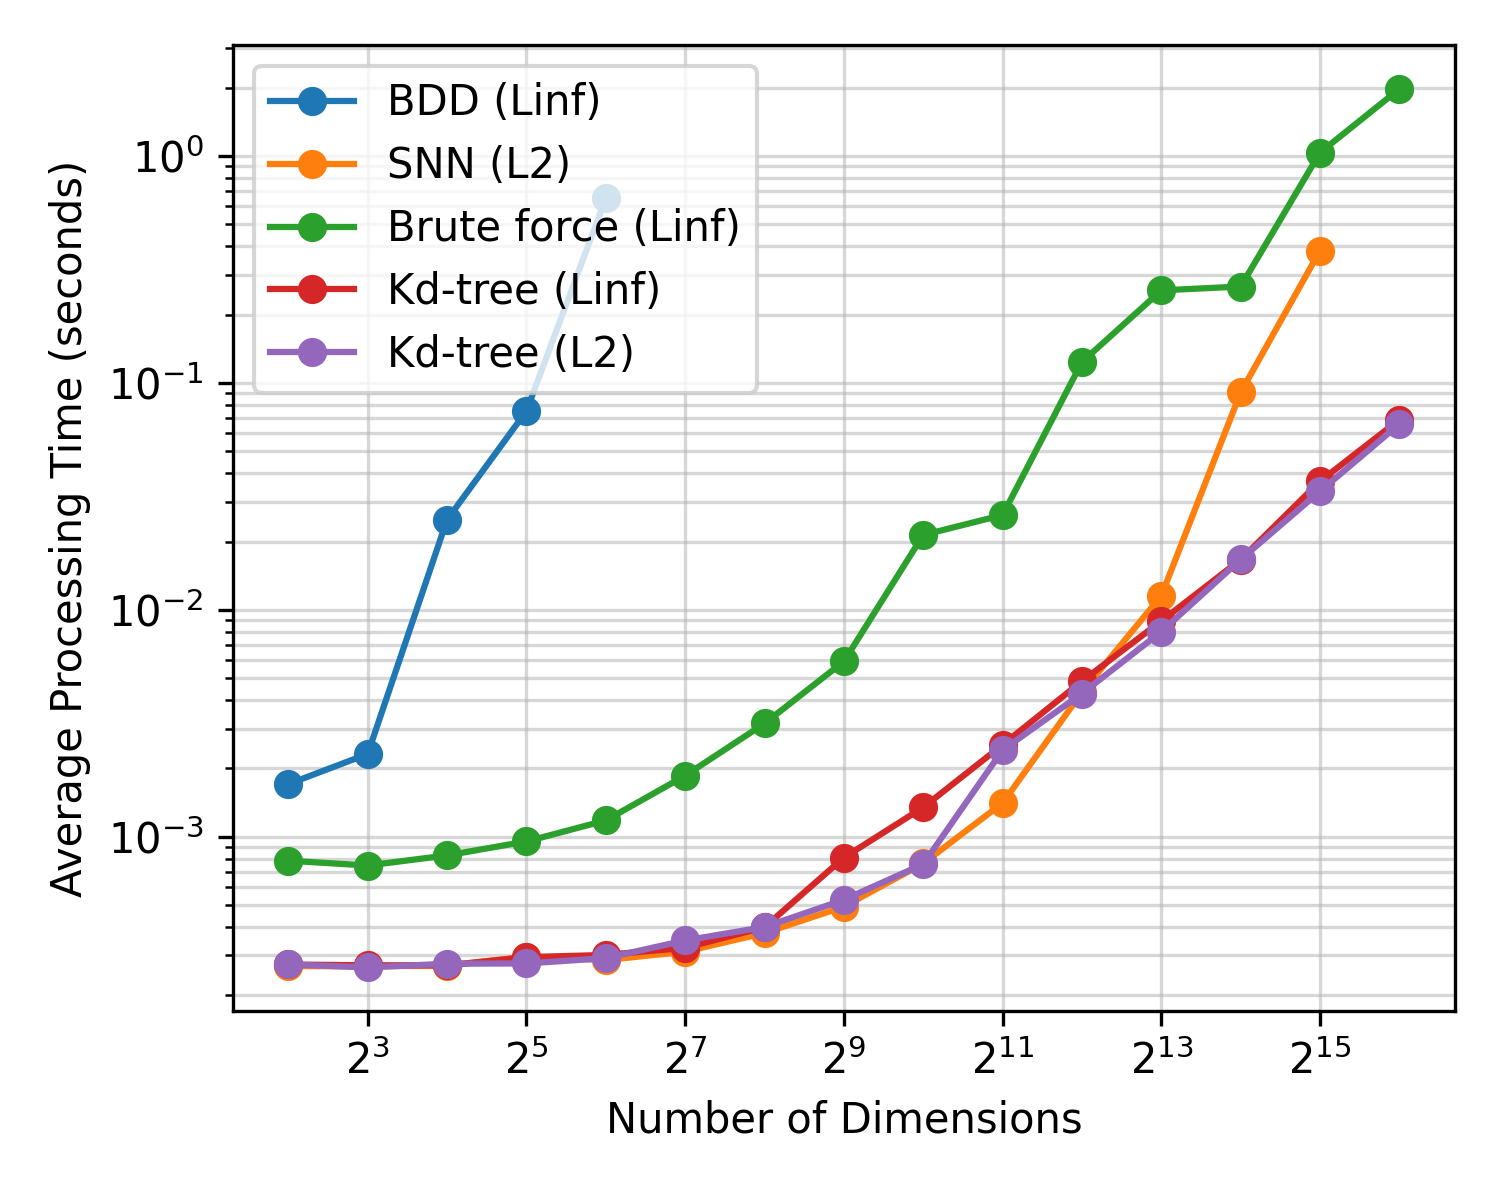 BDD (Linf)
SNN (L2)
Brute force (Linf)
Kd-tree (Linf)
Kd-tree (L2)
Average Processing Time (seconds)
10⁰
10⁻¹
10⁻²
10⁻³
2³ 2⁵ 2⁷ 2⁹ 2¹¹ 2¹³ 2¹⁵
Number of Dimensions